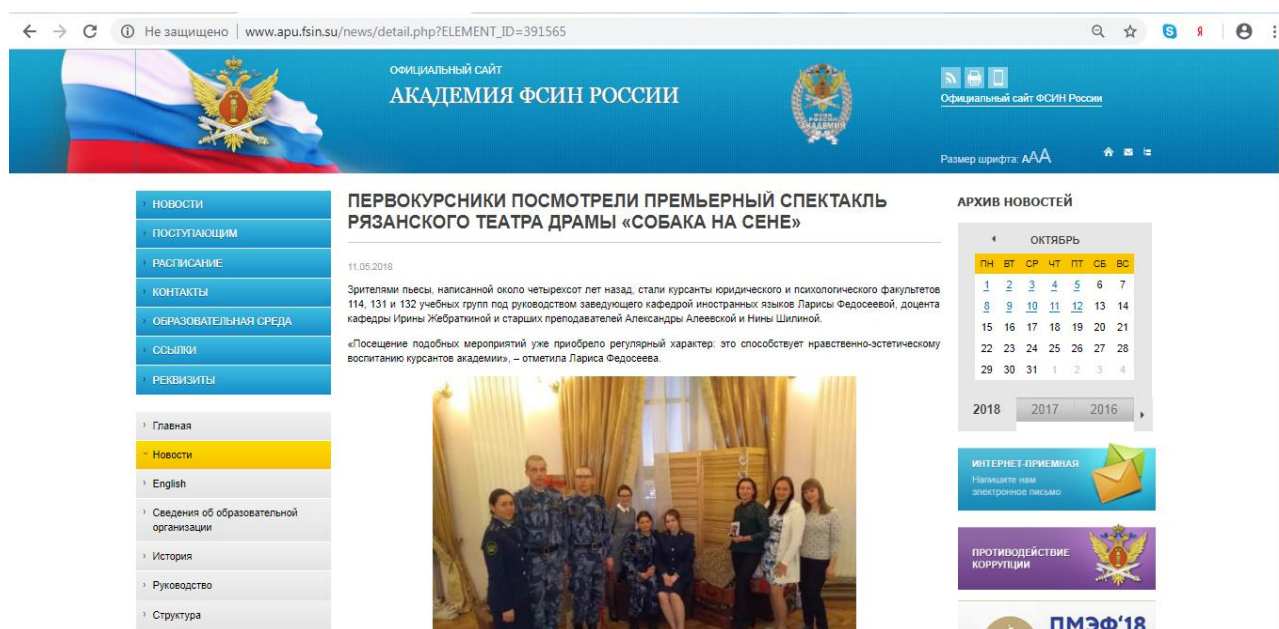 Не защищено | www.apu.fsin.su/news/detail.php?ELEMENT_ID=391565
ОФИЦИАЛЬНЫЙ САЙТ
АКАДЕМИЯ ФСИН РОССИИ
ФСИН
РОССИИ
АКАДЕМИЯ
Официальный сайт ФСИН России
Размер шрифта: AAA
НОВОСТИ
ПОСТУПАЮЩИМ
РАСПИСАНИЕ
КОНТАКТЫ
ОБРАЗОВАТЕЛЬНАЯ СРЕДА
ССЫЛКИ
РЕКВИЗИТЫ
Главная
Новости
English
Сведения об образовательной
организации
История
Руководство
Структура
ПЕРВОКУРСНИКИ ПОСМОТРЕЛИ ПРЕМЬЕРНЫЙ СПЕКТАКЛЬ
РЯЗАНСКОГО ТЕАТРА ДРАМЫ «СОБАКА НА СЕНЕ»
11.05.2018
Зрителями пьесы, написанной около четырехсот лет назад, стали курсанты юридического и психологического факультетов
114, 131 и 132 учебных групп под руководством заведующего кафедрой иностранных языков Ларисы Федосеевой, доцента
кафедры Ирины Жебраткиной и старших преподавателей Александры Алеевской и Нины Шилиной.
«Посещение подобных мероприятий уже приобрело регулярный характер: это способствует нравственно-эстетическому
воспитанию курсантов академии», – отметила Лариса Федосеева.
АРХИВ НОВОСТЕЙ
ОКТЯБРЬ
ПН ВТ СР ЧТ ПТ СБ ВС
1 2 3 4 5 6 7
8 9 10 11 12 13 14
15 16 17 18 19 20 21
22 23 24 25 26 27 28
29 30 31 1 2 3 4
2018 2017 2016
ИНТЕРНЕТ-ПРИЕМНАЯ
Напишите нам
электронное письмо
ПРОТИВОДЕЙСТВИЕ
КОРРУПЦИИ
ПМЭФ'18